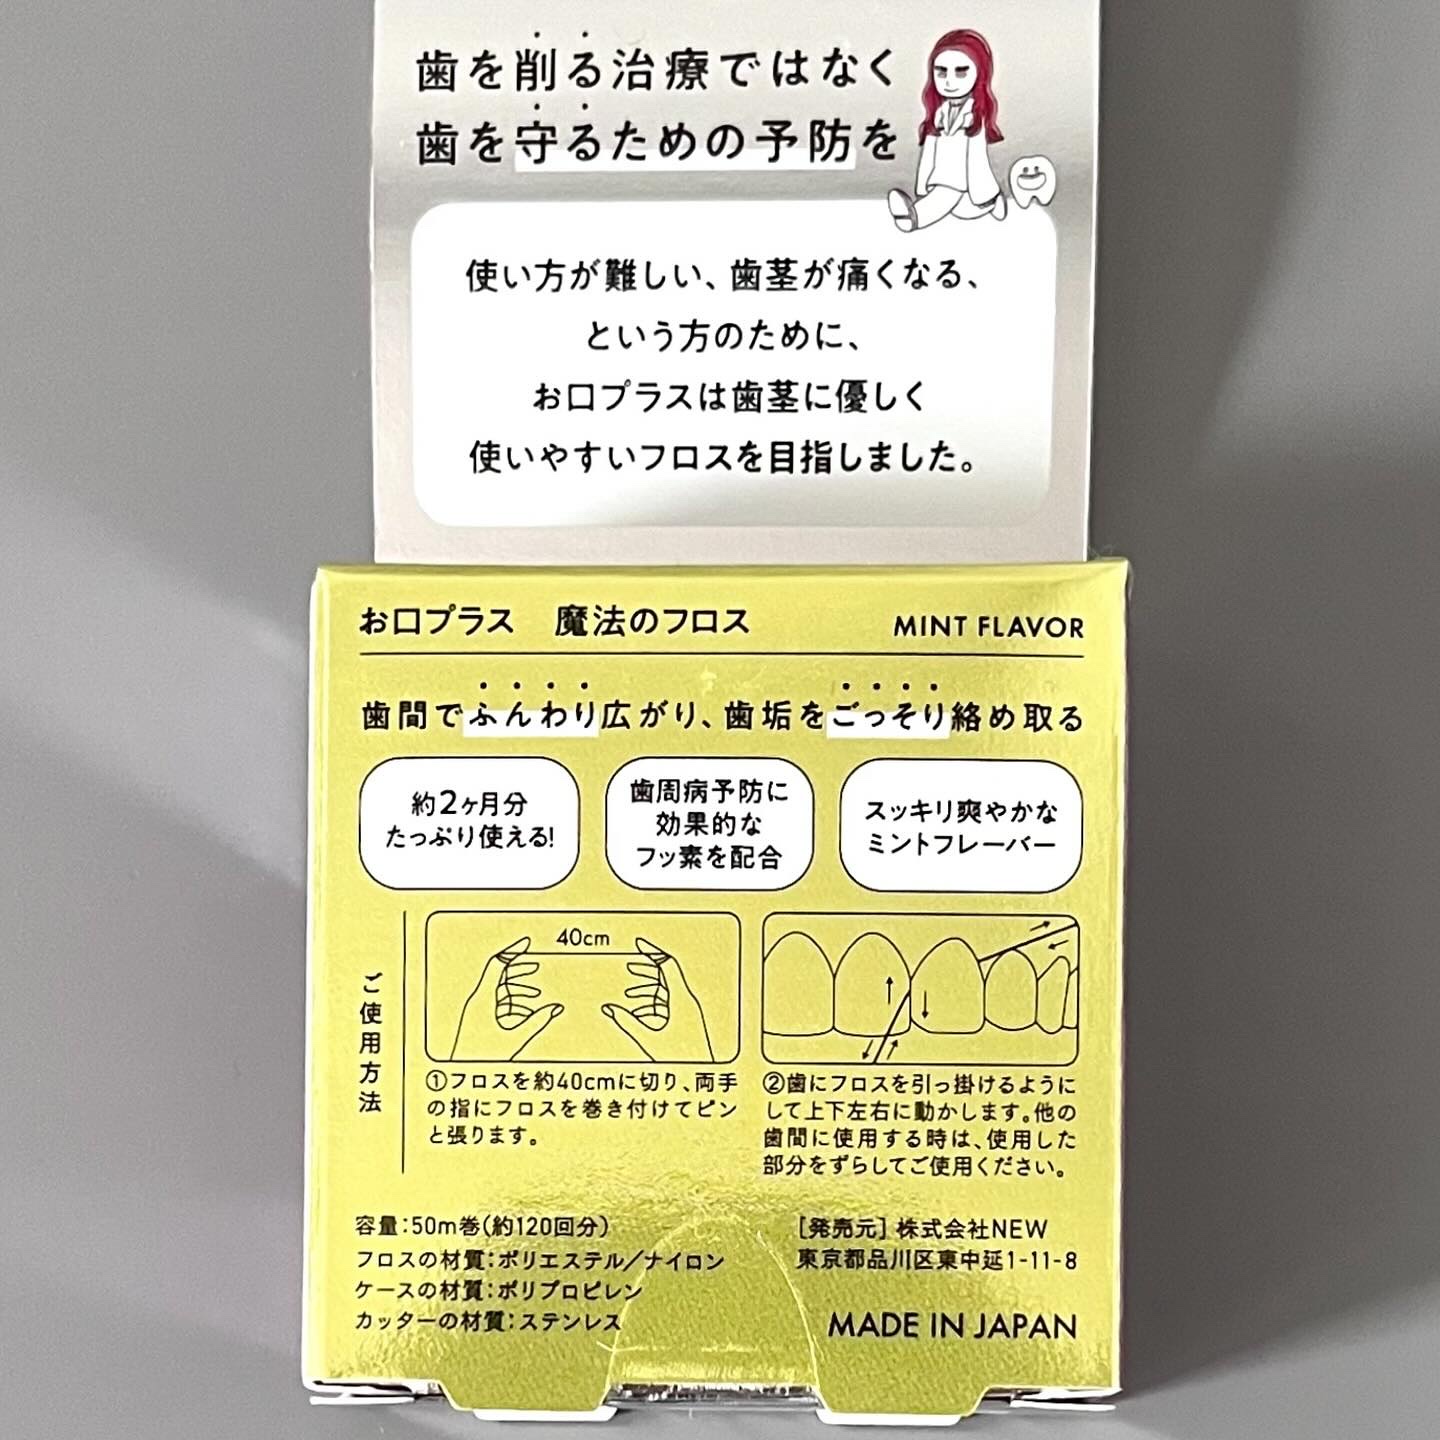 歯を削る治療ではなく
歯を守るための予防を
使い方が難しい、歯茎が痛くなる、
という方のために、
お口プラスは歯茎に優しく
使いやすいフロスを目指しました。
お口プラス 魔法のフロス MINT FLAVOR
歯間でふんわり広がり、歯垢をごっそり絡め取る
約2ヶ月分
たっぷり使える!
歯周病予防に
効果的な
フッ素を配合
スッキリ爽やかな
ミントフレーバー
ご使用方法
40cm
①フロスを約40cmに切り、両手
の指にフロスを巻き付けてピン
と張ります。
②歯にフロスを引っ掛けるように
して上下左右に動かします。他の
歯間に使用する時は、使用した
部分をずらしてご使用ください。
容量:50m巻(約120回分)
フロスの材質:ポリエステル/ナイロン
ケースの材質:ポリプロピレン
カッターの材質:ステンレス
[発売元] 株式会社NEW
東京都品川区東中延1-11-8
MADE IN JAPAN